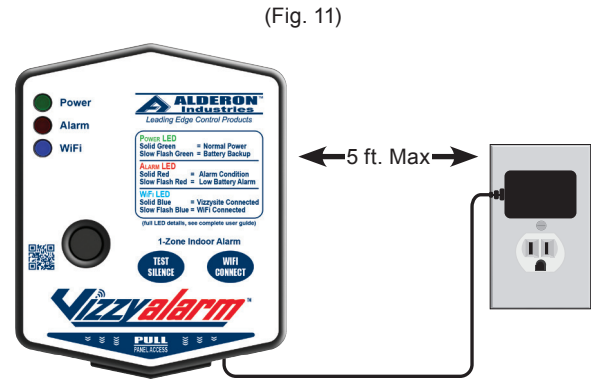 (Fig. 11)
Power
Alarm
WiFi
ALDERON™
Industries
Leading Edge Control Products
POWER LED
Solid Green = Normal Power
Slow Flash Green = Battery Backup
ALARM LED
Solid Red = Alarm Condition
Slow Flash Red = Low Battery Alarm
WIFI LED
Solid Blue = Vizzysite Connected
Slow Flash Blue = WiFi Connected
(full LED details, see complete user guide)
1-Zone Indoor Alarm
TEST
SILENCE
WIFI
CONNECT
Vizzyalarm™
PULL
PANEL ACCESS
5 ft. Max